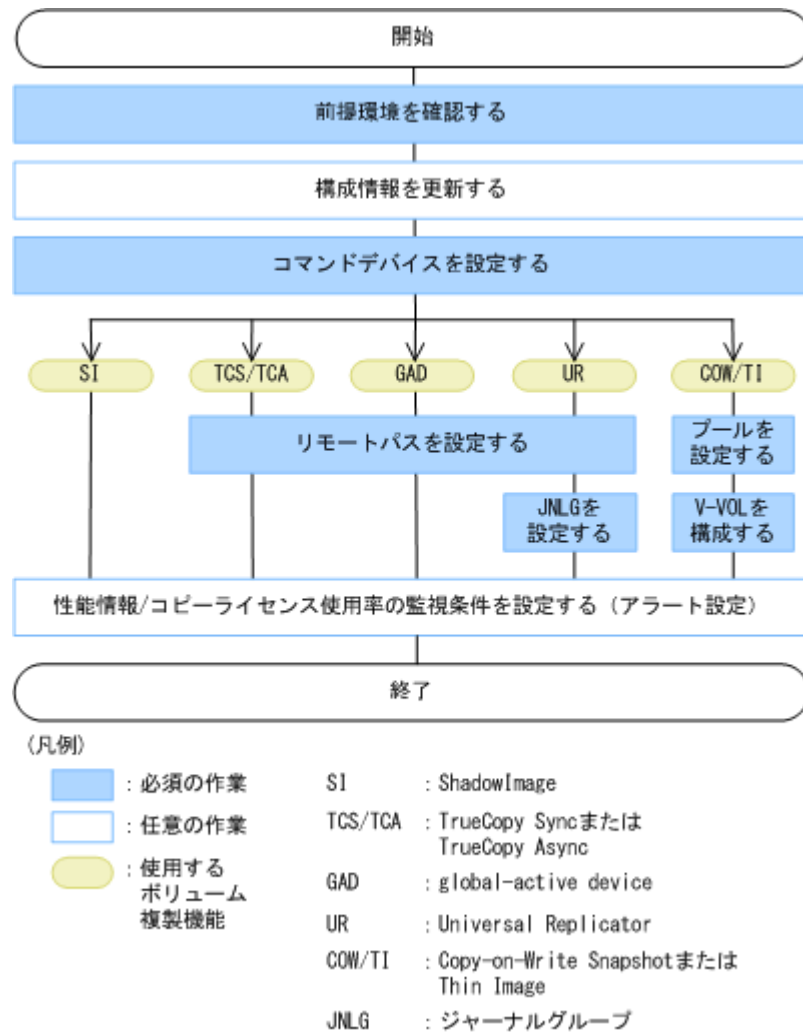 開始
前提環境を確認する
構成情報を更新する
コマンドデバイスを設定する
SI
TCS/TCA
GAD
UR
COW/TI
リモートパスを設定する
プールを
設定する
JNLGを
設定する
V-VOLを
構成する
性能情報/コピーライセンス使用率の監視条件を設定する（アラート設定）
終了
(凡例)
：必須の作業
：任意の作業
：使用する
ボリューム
複製機能
SI ：ShadowImage
TCS/TCA ：TrueCopy Syncまたは
TrueCopy Async
GAD ：global-active device
UR ：Universal Replicator
COW/TI ：Copy-on-Write Snapshotまたは
Thin Image
JNLG ：ジャーナルグループ